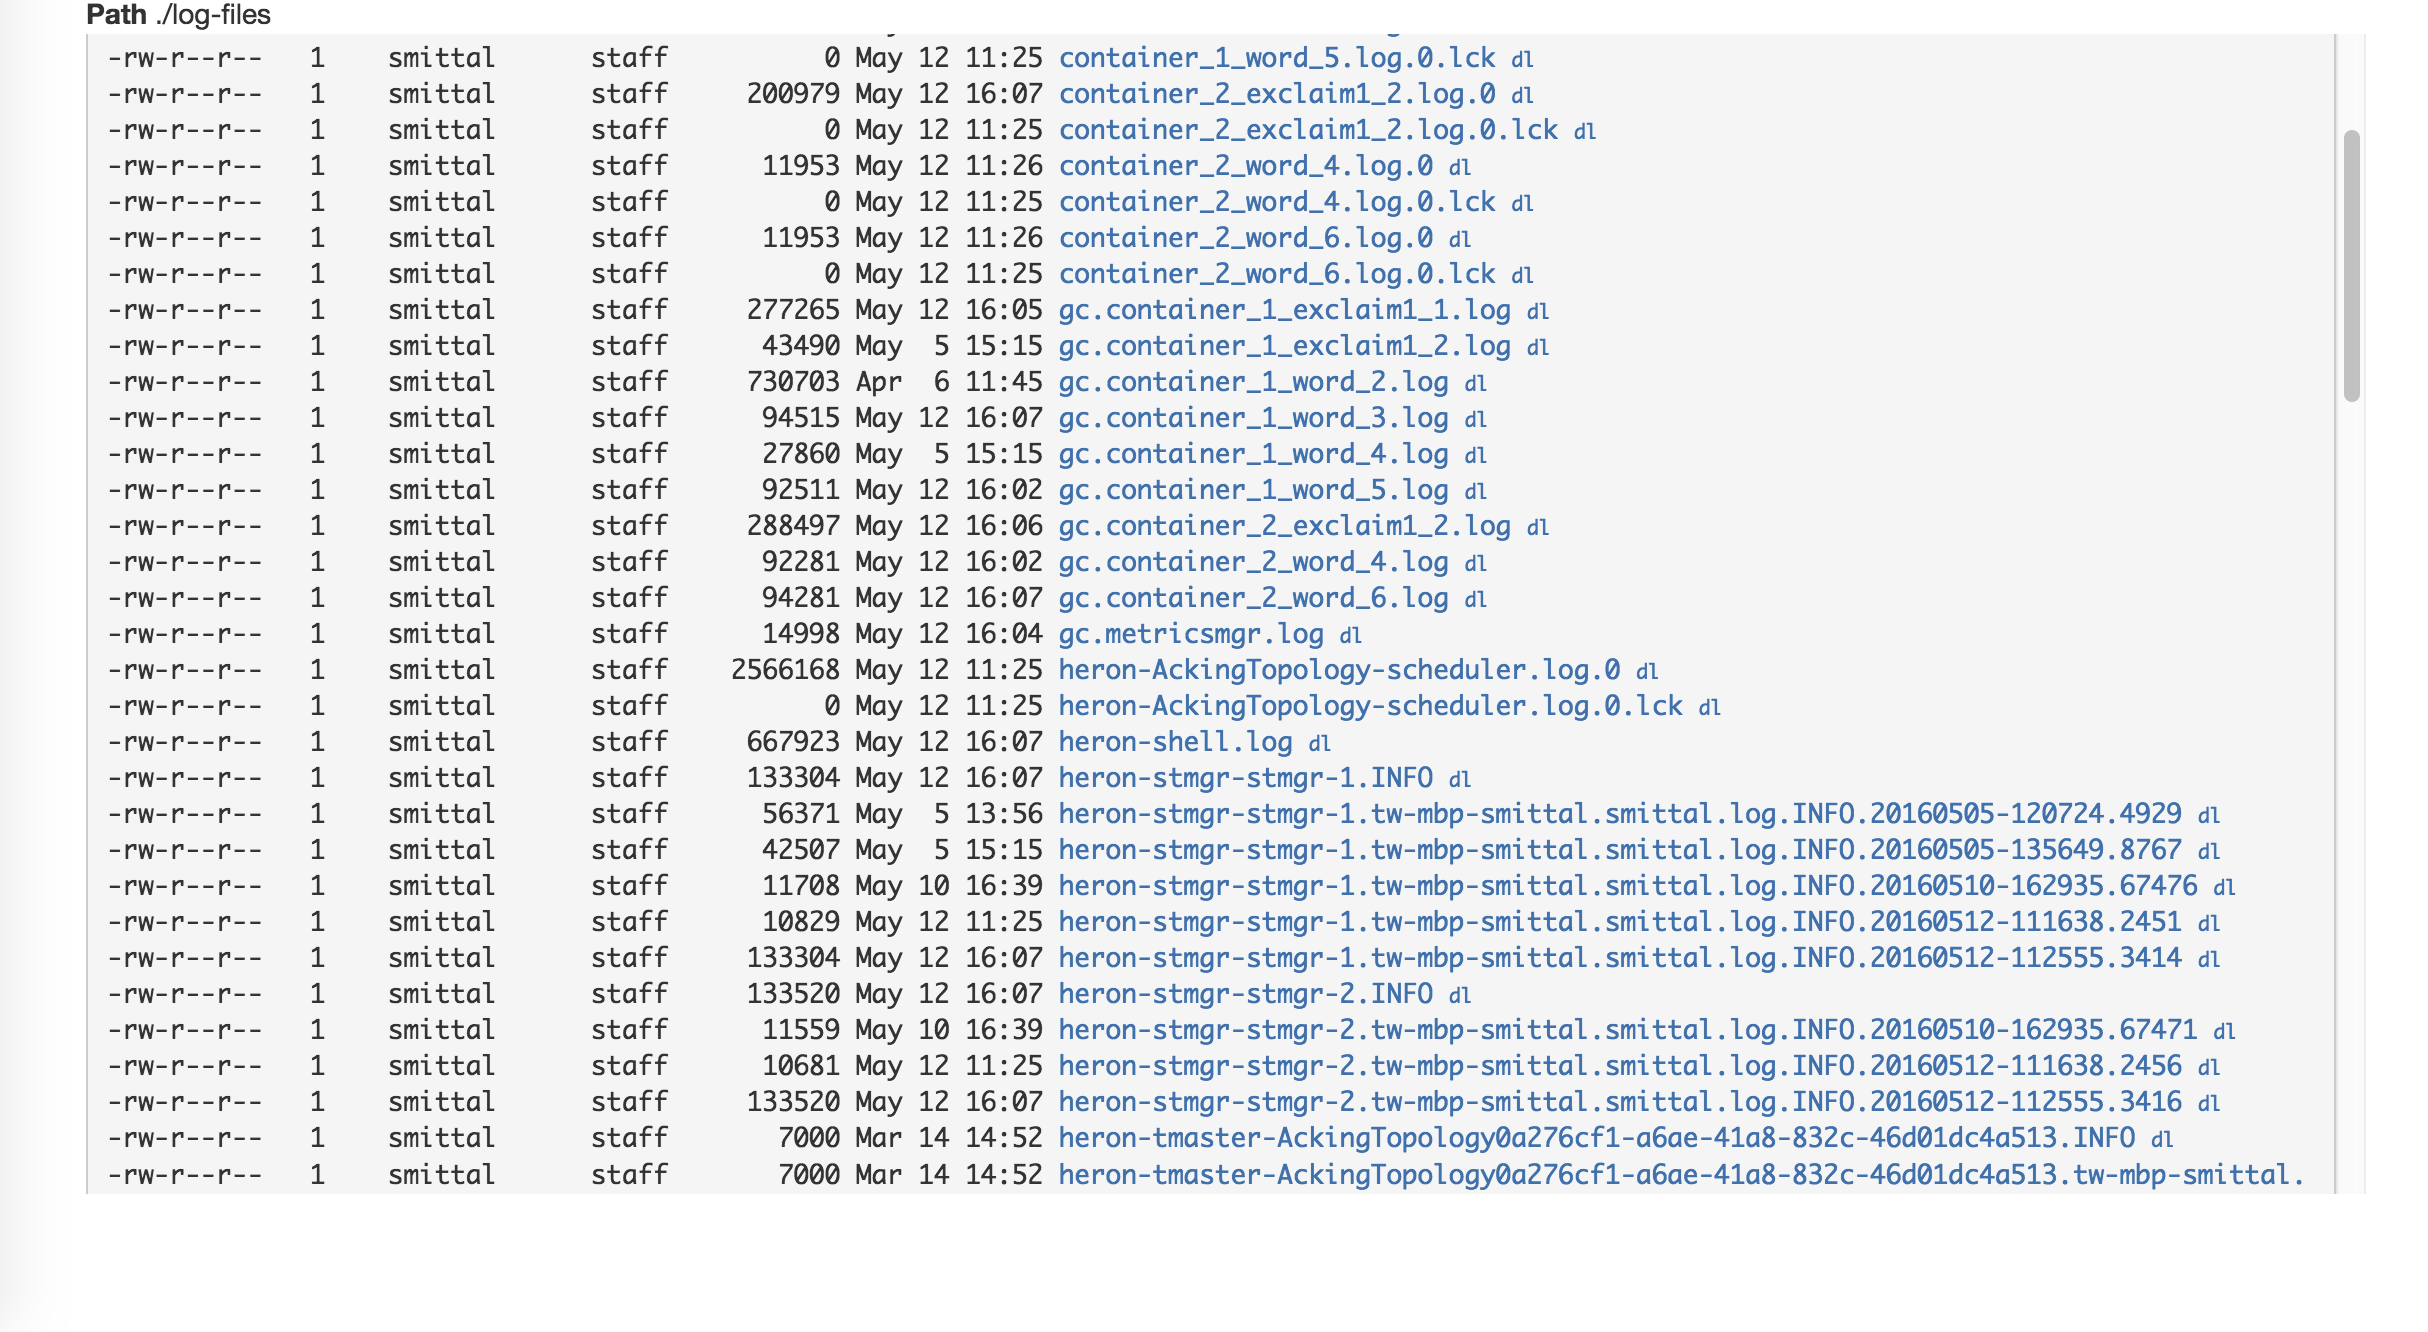 Path ./log-files
-rw-r--r-- 1 smittal staff 0 May 12 11:25 container_1_word_5.log.0.lck dl
-rw-r--r-- 1 smittal staff 200979 May 12 16:07 container_2_exclaim1_2.log.0 dl
-rw-r--r-- 1 smittal staff 0 May 12 11:25 container_2_exclaim1_2.log.0.lck dl
-rw-r--r-- 1 smittal staff 11953 May 12 11:26 container_2_word_4.log.0 dl
-rw-r--r-- 1 smittal staff 0 May 12 11:25 container_2_word_4.log.0.lck dl
-rw-r--r-- 1 smittal staff 11953 May 12 11:26 container_2_word_6.log.0 dl
-rw-r--r-- 1 smittal staff 0 May 12 11:25 container_2_word_6.log.0.lck dl
-rw-r--r-- 1 smittal staff 277265 May 12 16:05 gc.container_1_exclaim1_1.log dl
-rw-r--r-- 1 smittal staff 43490 May 5 15:15 gc.container_1_exclaim1_2.log dl
-rw-r--r-- 1 smittal staff 730703 Apr 6 11:45 gc.container_1_word_2.log dl
-rw-r--r-- 1 smittal staff 94515 May 12 16:07 gc.container_1_word_3.log dl
-rw-r--r-- 1 smittal staff 27860 May 5 15:15 gc.container_1_word_4.log dl
-rw-r--r-- 1 smittal staff 92511 May 12 16:02 gc.container_1_word_5.log dl
-rw-r--r-- 1 smittal staff 288497 May 12 16:06 gc.container_2_exclaim1_2.log dl
-rw-r--r-- 1 smittal staff 92281 May 12 16:02 gc.container_2_word_4.log dl
-rw-r--r-- 1 smittal staff 94281 May 12 16:07 gc.container_2_word_6.log dl
-rw-r--r-- 1 smittal staff 14998 May 12 16:04 gc.metricsmgr.log dl
-rw-r--r-- 1 smittal staff 2566168 May 12 11:25 heron-AckingTopology-scheduler.log.0 dl
-rw-r--r-- 1 smittal staff 0 May 12 11:25 heron-AckingTopology-scheduler.log.0.lck dl
-rw-r--r-- 1 smittal staff 667923 May 12 16:07 heron-shell.log dl
-rw-r--r-- 1 smittal staff 133304 May 12 16:07 heron-stmgr-stmgr-1.INFO dl
-rw-r--r-- 1 smittal staff 56371 May 5 13:56 heron-stmgr-stmgr-1.tw-mbp-smittal.smittal.log.INFO.20160505-120724.4929 dl
-rw-r--r-- 1 smittal staff 42507 May 5 15:15 heron-stmgr-stmgr-1.tw-mbp-smittal.smittal.log.INFO.20160505-135649.8767 dl
-rw-r--r-- 1 smittal staff 11708 May 10 16:39 heron-stmgr-stmgr-1.tw-mbp-smittal.smittal.log.INFO.20160510-162935.67476 dl
-rw-r--r-- 1 smittal staff 10829 May 12 11:25 heron-stmgr-stmgr-1.tw-mbp-smittal.smittal.log.INFO.20160512-111638.2451 dl
-rw-r--r-- 1 smittal staff 133304 May 12 16:07 heron-stmgr-stmgr-1.tw-mbp-smittal.smittal.log.INFO.20160512-112555.3414 dl
-rw-r--r-- 1 smittal staff 133520 May 12 16:07 heron-stmgr-stmgr-2.INFO dl
-rw-r--r-- 1 smittal staff 11559 May 10 16:39 heron-stmgr-stmgr-2.tw-mbp-smittal.smittal.log.INFO.20160510-162935.67471 dl
-rw-r--r-- 1 smittal staff 10681 May 12 11:25 heron-stmgr-stmgr-2.tw-mbp-smittal.smittal.log.INFO.20160512-111638.2456 dl
-rw-r--r-- 1 smittal staff 133520 May 12 16:07 heron-stmgr-stmgr-2.tw-mbp-smittal.smittal.log.INFO.20160512-112555.3416 dl
-rw-r--r-- 1 smittal staff 7000 Mar 14 14:52 heron-tmaster-AckingTopology0a276cf1-a6ae-41a8-832c-46d01dc4a513.INFO dl
-rw-r--r-- 1 smittal staff 7000 Mar 14 14:52 heron-tmaster-AckingTopology0a276cf1-a6ae-41a8-832c-46d01dc4a513.tw-mbp-smittal.